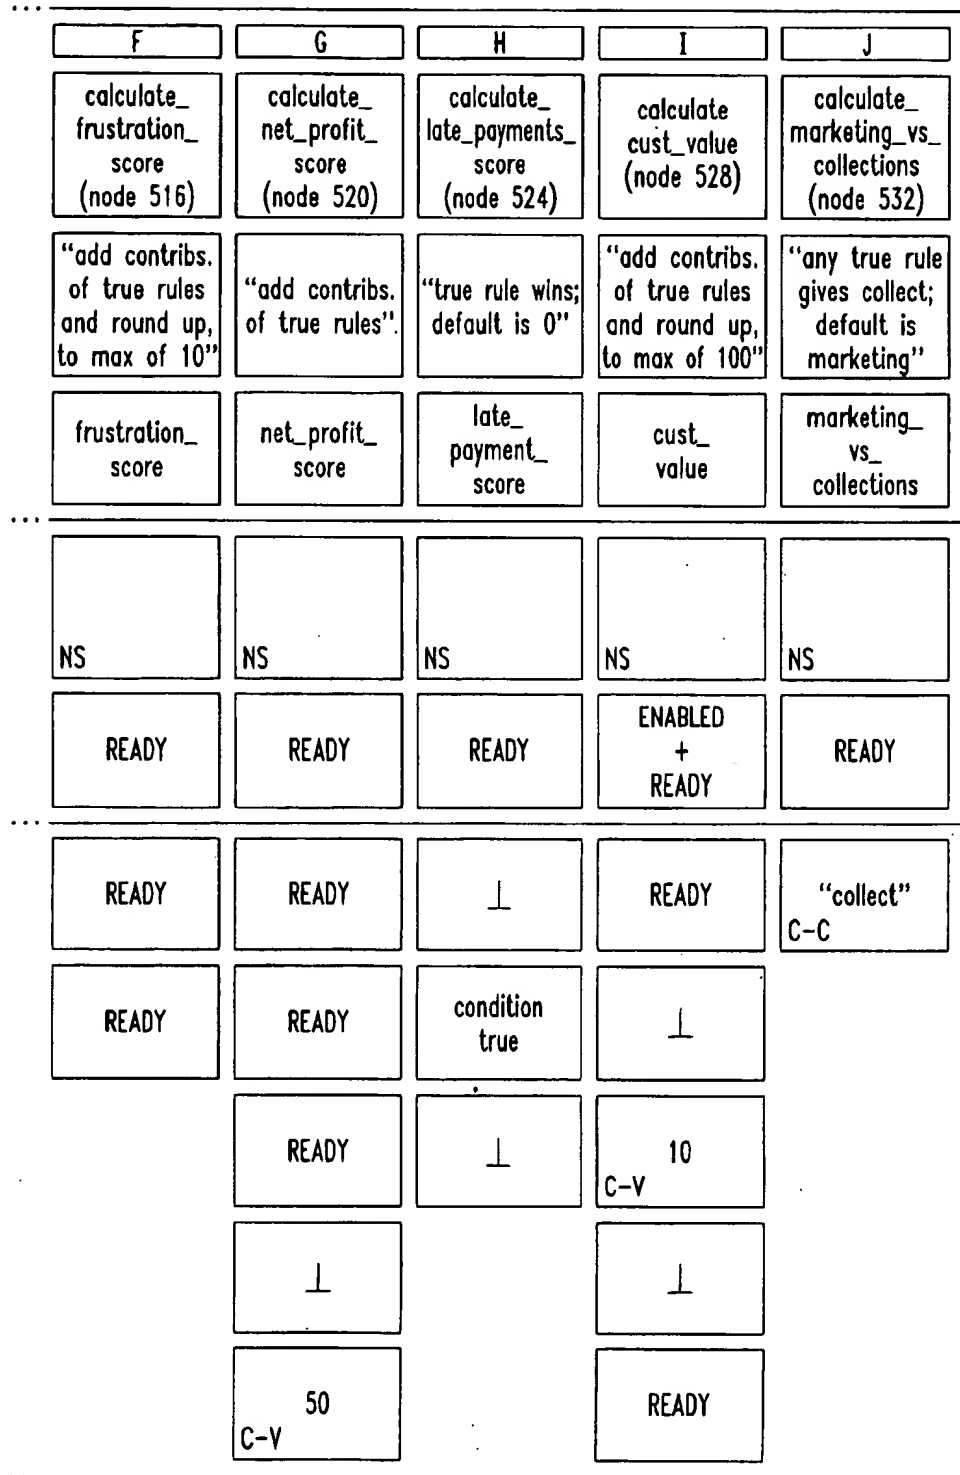 F
G
H
I
J
calculate_
frustration_
score
(node 516)
calculate_
net_profit_
score
(node 520)
calculate_
late_payments_
score
(node 524)
calculate
cust_value
(node 528)
calculate_
marketing_vs_
collections
(node 532)
“add contribs.
of true rules
and round up,
to max of 10”
“add contribs.
of true rules”.
“true rule wins;
default is 0”
“add contribs.
of true rules
and round up,
to max of 100”
“any true rule
gives collect;
default is
marketing”
frustration_
score
net_profit_
score
late_
payment_
score
cust_
value
marketing_
vs_
collections
NS
NS
NS
NS
NS
READY
READY
READY
ENABLED
+
READY
READY
READY
READY
⊥
READY
“collect”
C-C
READY
READY
condition
true
⊥
READY
⊥
10
C-V
⊥
⊥
50
C-V
READY